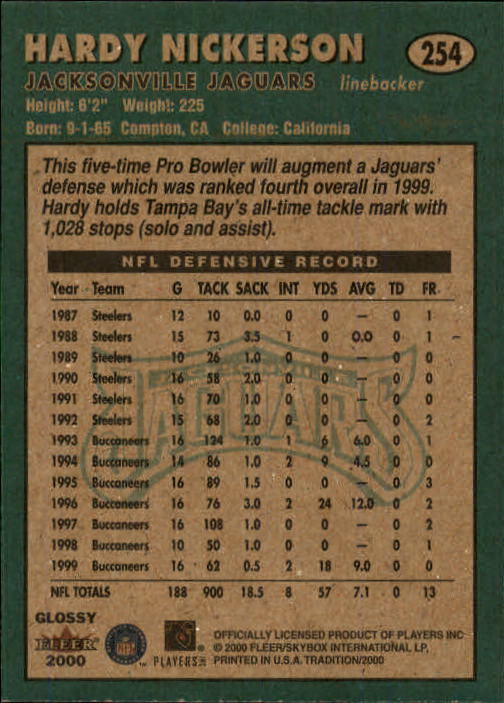 HARDY NICKERSON 254
JACKSONVILLE JAGUARS linebacker
Height: 6'2" Weight: 225
Born: 9-1-65 Compton, CA College: California
This five-time Pro Bowler will augment a Jaguars'
defense which was ranked fourth overall in 1999.
Hardy holds Tampa Bay's all-time tackle mark with
1,028 stops (solo and assist).
NFL DEFENSIVE RECORD
Year Team G TACK SACK INT YDS AVG TD FR
1987 Steelers 12 10 0.0 0 0 — 0 1
1988 Steelers 15 73 3.5 1 0 0.0 0 1
1989 Steelers 10 26 1.0 0 0 — 0 0
1990 Steelers 16 58 2.0 0 0 — 0 0
1991 Steelers 16 70 1.0 0 0 — 0 0
1992 Steelers 15 68 2.0 0 0 — 0 2
1993 Buccaneers 16 124 1.0 1 6 6.0 0 1
1994 Buccaneers 14 86 1.0 2 9 4.5 0 0
1995 Buccaneers 16 89 1.5 0 0 — 0 3
1996 Buccaneers 16 76 3.0 2 24 12.0 0 2
1997 Buccaneers 16 108 1.0 0 0 — 0 2
1998 Buccaneers 10 50 1.0 0 0 — 0 1
1999 Buccaneers 16 62 0.5 2 18 9.0 0 0
NFL TOTALS 188 900 18.5 8 57 7.1 0 13
JAGUARS
GLOSSY
FLEER
2000
NFL
PLAYERS INC
OFFICIALLY LICENSED PRODUCT OF PLAYERS INC
© 2000 FLEER/SKYBOX INTERNATIONAL LP,
PRINTED IN U.S.A. TRADITION/2000